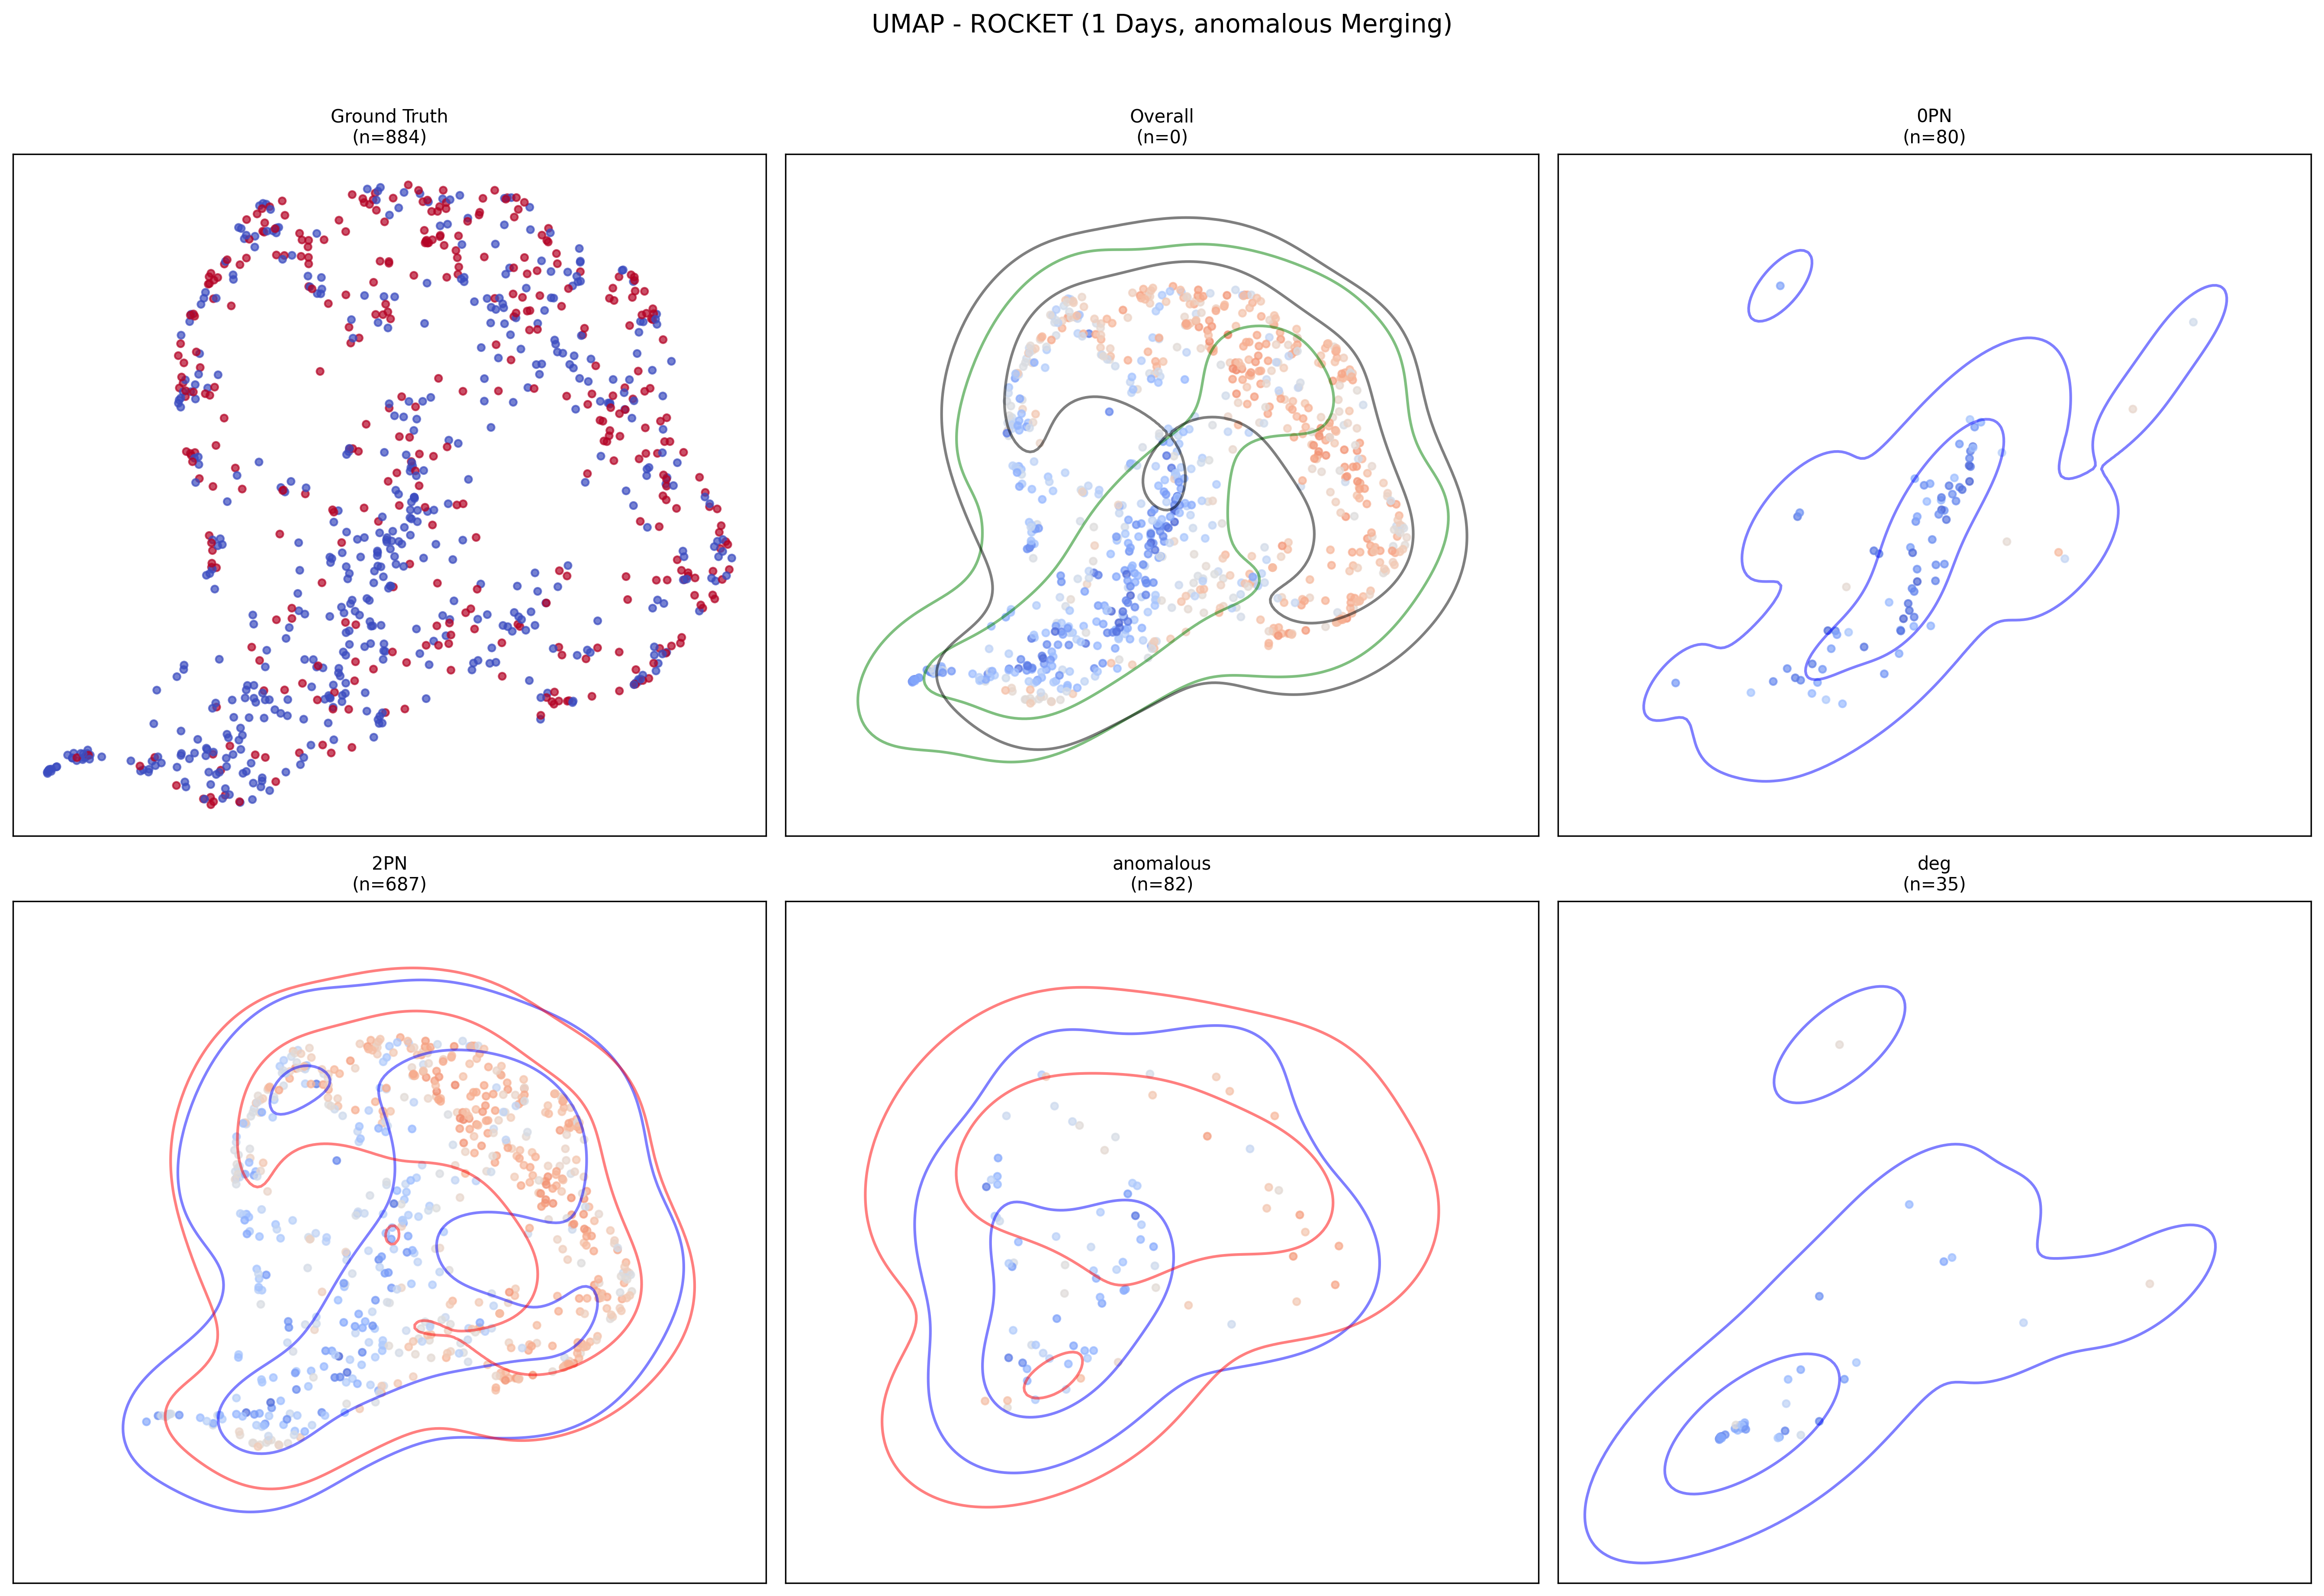 UMAP - ROCKET (1 Days, anomalous Merging)
Ground Truth
(n=884)
Overall
(n=0)
0PN
(n=80)
2PN
(n=687)
anomalous
(n=82)
deg
(n=35)